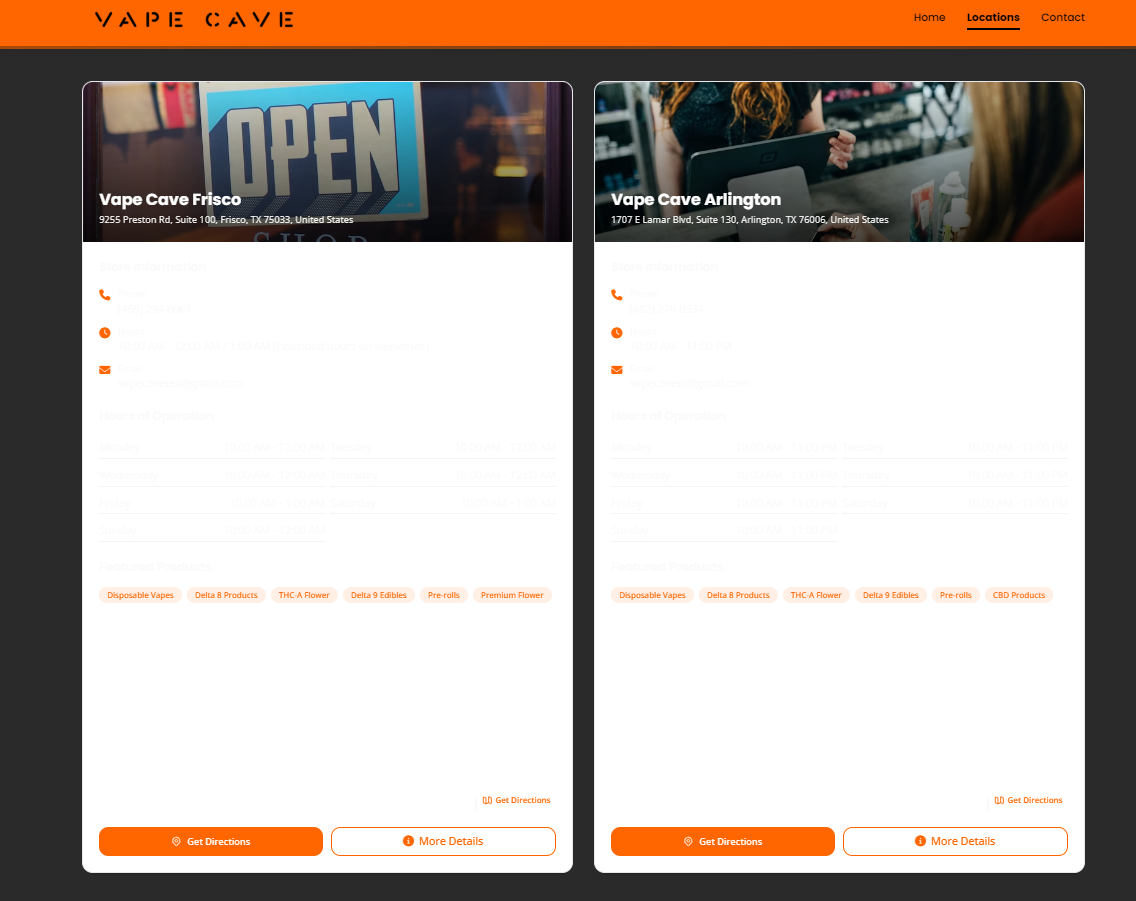 VAPE CAVE
Home Locations Contact
OPEN
SHOP
Vape Cave Frisco
9255 Preston Rd, Suite 100, Frisco, TX 75033, United States
Store Information
Phone
Hours
10:00 AM - 12:00 AM / 1:00 AM (Extended hours on weekends)
Email
Hours of Operation
Monday 10:00 AM - 12:00 AM Tuesday 10:00 AM - 12:00 AM
Wednesday 10:00 AM - 12:00 AM Thursday 10:00 AM - 12:00 AM
Friday 10:00 AM - 1:00 AM Saturday 10:00 AM - 1:00 AM
Sunday 10:00 AM - 12:00 AM
Featured Products
Disposable Vapes Delta 8 Products THC-A Flower Delta 9 Edibles Pre-rolls Premium Flower
Get Directions
Get Directions More Details
Vape Cave Arlington
1707 E Lamar Blvd, Suite 130, Arlington, TX 76006, United States
Store Information
Phone
Hours
10:00 AM - 11:00 PM
Email
Hours of Operation
Monday 10:00 AM - 11:00 PM Tuesday 10:00 AM - 11:00 PM
Wednesday 10:00 AM - 11:00 PM Thursday 10:00 AM - 11:00 PM
Friday 10:00 AM - 11:00 PM Saturday 10:00 AM - 11:00 PM
Sunday 10:00 AM - 11:00 PM
Featured Products
Disposable Vapes Delta 8 Products THC-A Flower Delta 9 Edibles Pre-rolls CBD Products
Get Directions
Get Directions More Details